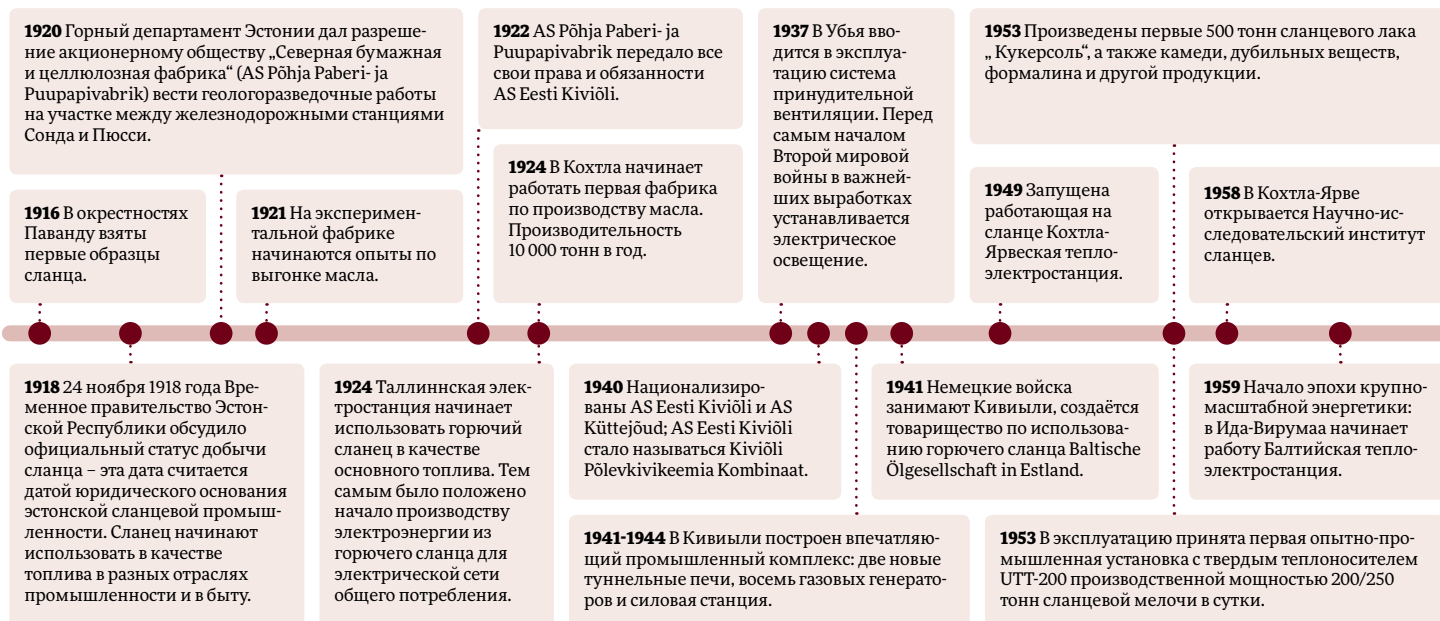 1920 Горный департамент Эстонии дал разреше-
ние акционерному обществу „Северная бумажная
и целлюлозная фабрика“ (AS Põhja Paberi- ja
Puupapivabrik) вести геологоразведочные работы
на участке между железнодорожными станциями
Сонда и Пюсси.
1922 AS Põhja Paberi- ja
Puupapivabrik передало все
свои права и обязанности
AS Eesti Kiviõli.
1937 В Убья вво-
дится в эксплуа-
тацию система
принудительной
вентиляции. Перед
самым началом
Второй мировой
войны в важней-
ших выработках
устанавливается
электрическое
освещение.
1953 Произведены первые 500 тонн сланцевого лака
„ Кукерсоль“, а также камеди, дубильных веществ,
формалина и другой продукции.
1916 В окрестностях
Паванду взяты
первые образцы
сланца.
1921 На эксперимен-
тальной фабрике
начинаются опыты по
выгонке масла.
1924 В Кохтла начинает
работать первая фабрика
по производству масла.
Производительность
10 000 тонн в год.
1949 Запущена
работающая на
сланце Кохтла-
Ярвеская тепло-
электростанция.
1958 В Кохтла-Ярве
открывается Научно-ис-
следовательский институт
сланцев.
1918 24 ноября 1918 года Вре-
менное правительство Эстон-
ской Республики обсудило
официальный статус добычи
сланца – эта дата считается
датой юридического основания
эстонской сланцевой промыш-
ленности. Сланец начинают
использовать в качестве
топлива в разных отраслях
промышленности и в быту.
1924 Таллиннская элек-
тростанция начинает
использовать горючий
сланец в качестве
основного топлива. Тем
самым было положено
начало производству
электроэнергии из
горючего сланца для
электрической сети
общего потребления.
1940 Национализиро-
ваны AS Eesti Kiviõli и AS
Küttejõud; AS Eesti Kiviõli
стало называться Kiviõli
Põlevkivikeemia Kombinaat.
1941 Немецкие войска
занимают Кивиыли, создаётся
товарищество по использова-
нию горючего сланца Baltische
Ölgesellschaft in Estland.
1959 Начало эпохи крупно-
масштабной энергетики:
в Ида-Вирумаа начинает
работу Балтийская тепло-
электростанция.
1941-1944 В Кивиыли построен впечатляю-
щий промышленный комплекс: две новые
туннельные печи, восемь газовых генерато-
ров и силовая станция.
1953 В эксплуатацию принята первая опытно-про-
мышленная установка с твердым теплоносителем
UTT-200 производственной мощностью 200/250
тонн сланцевой мелочи в сутки.